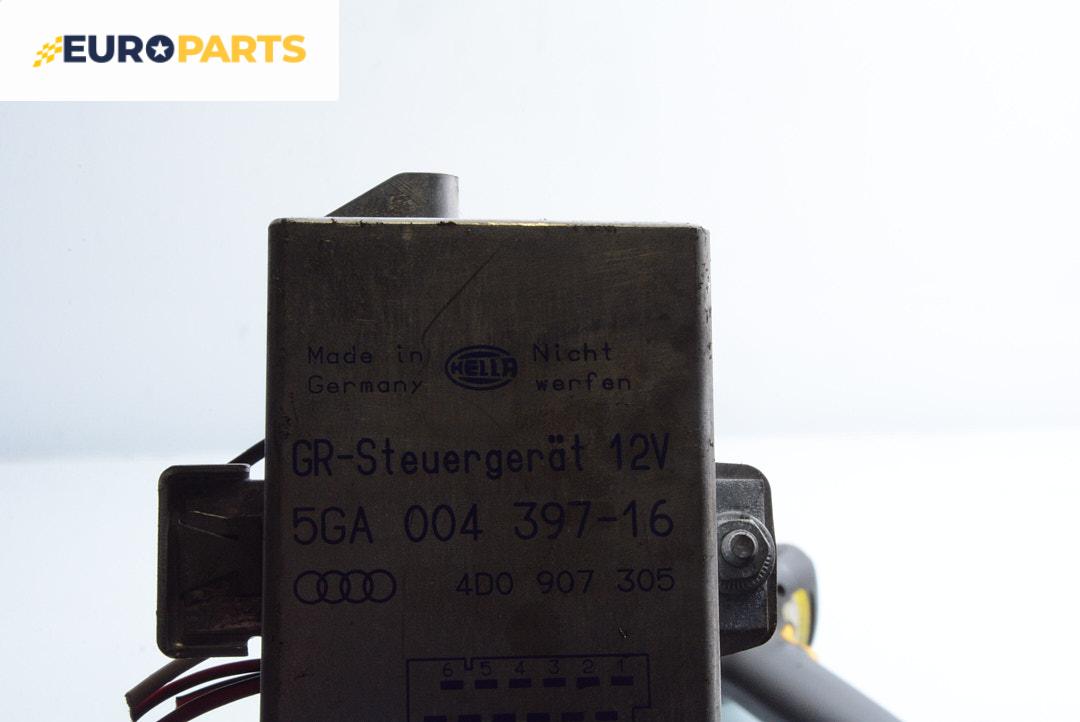 EUROPARTS
Made in Germany
HELLA
Nicht werfen
GR-Steuergerät 12V
5GA 004 397-16
4D0 907 305
6 5 4 3 2 1